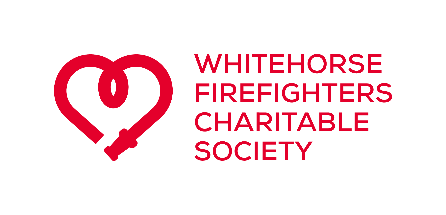 WHITEHORSE
FIREFIGHTERS
CHARITABLE
SOCIETY